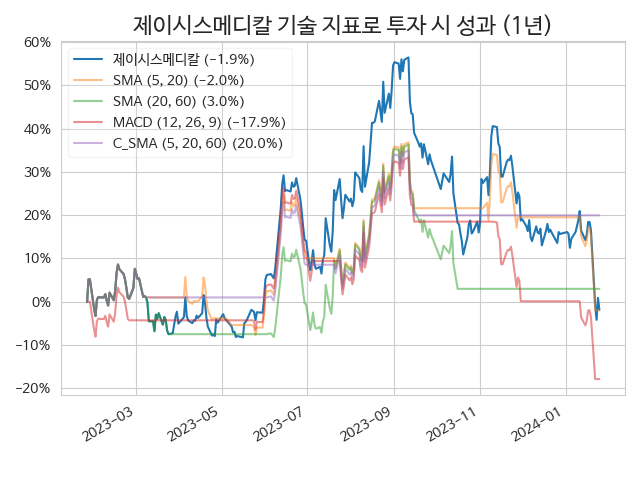 제이시스메디칼 기술 지표로 투자 시 성과 (1년)
60%
50%
40%
30%
20%
10%
0%
−10%
−20%
제이시스메디칼 (−1.9%)
SMA (5, 20) (−2.0%)
SMA (20, 60) (3.0%)
MACD (12, 26, 9) (−17.9%)
C_SMA (5, 20, 60) (20.0%)
2023−03
2023−05
2023−07
2023−09
2023−11
2024−01